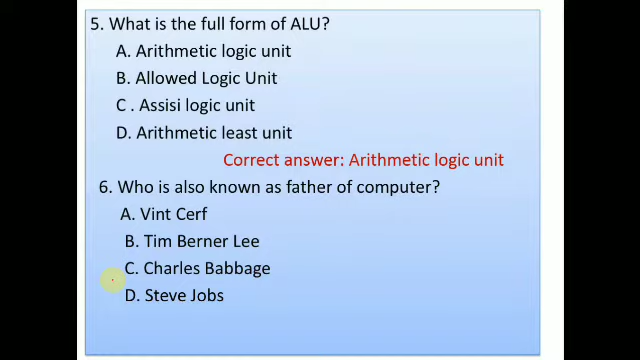 5. What is the full form of ALU?
A. Arithmetic logic unit
B. Allowed Logic Unit
C . Assisi logic unit
D. Arithmetic least unit
Correct answer: Arithmetic logic unit
6. Who is also known as father of computer?
A. Vint Cerf
B. Tim Berner Lee
C. Charles Babbage
D. Steve Jobs